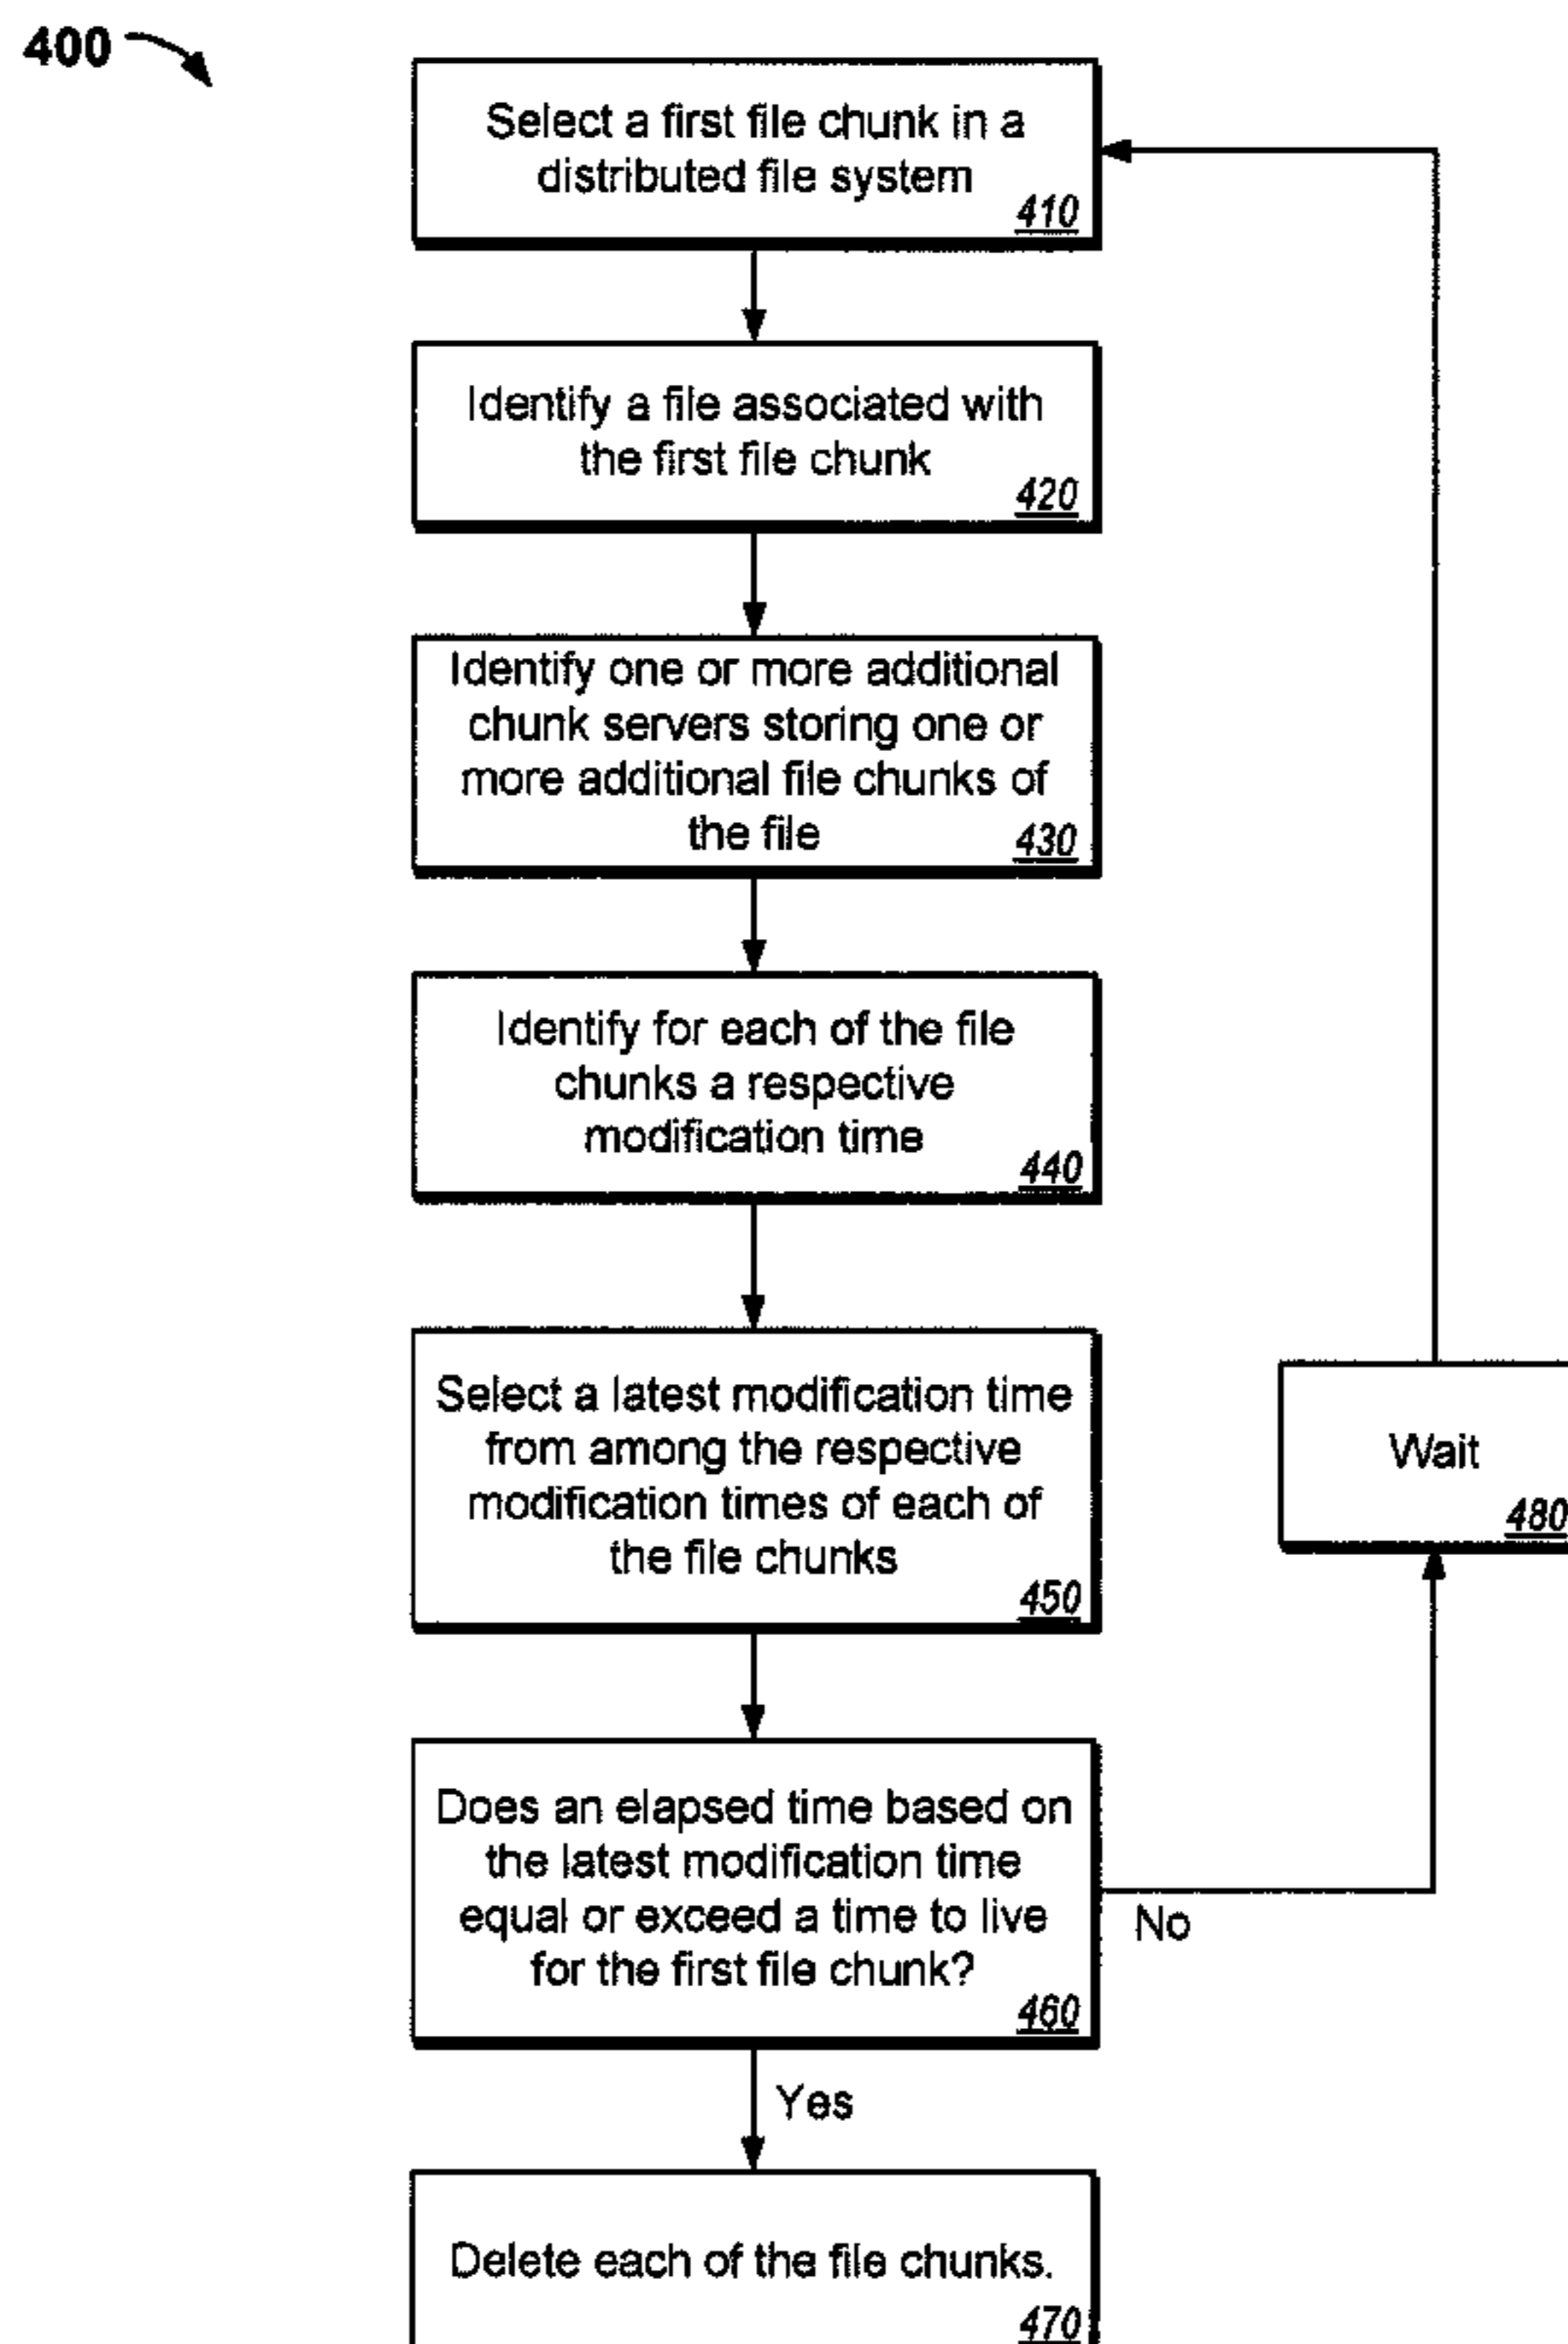 400
Select a first file chunk in a
distributed file system
410
Identify a file associated with
the first file chunk
420
Identify one or more additional
chunk servers storing one or
more additional file chunks of
the file
430
Identify for each of the file
chunks a respective
modification time
440
Select a latest modification time
from among the respective
modification times of each of
the file chunks
450
Wait
480
Does an elapsed time based on
the latest modification time
equal or exceed a time to live
for the first file chunk?
460
No
Yes
Delete each of the file chunks.
470